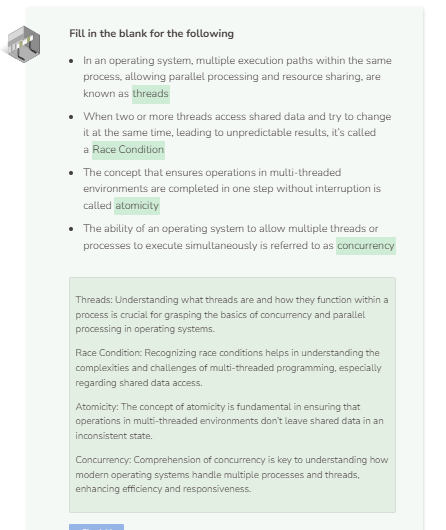 Fill in the blank for the following
In an operating system, multiple execution paths within the same
process, allowing parallel processing and resource sharing, are
known as threads
When two or more threads access shared data and try to change
it at the same time, leading to unpredictable results, it's called
a Race Condition
The concept that ensures operations in multi-threaded
environments are completed in one step without interruption is
called atomicity
The ability of an operating system to allow multiple threads or
processes to execute simultaneously is referred to as concurrency
Threads: Understanding what threads are and how they function within a
process is crucial for grasping the basics of concurrency and parallel
processing in operating systems.
Race Condition: Recognizing race conditions helps in understanding the
complexities and challenges of multi-threaded programming, especially
regarding shared data access.
Atomicity: The concept of atomicity is fundamental in ensuring that
operations in multi-threaded environments don't leave shared data in an
inconsistent state.
Concurrency: Comprehension of concurrency is key to understanding how
modern operating systems handle multiple processes and threads,
enhancing efficiency and responsiveness.